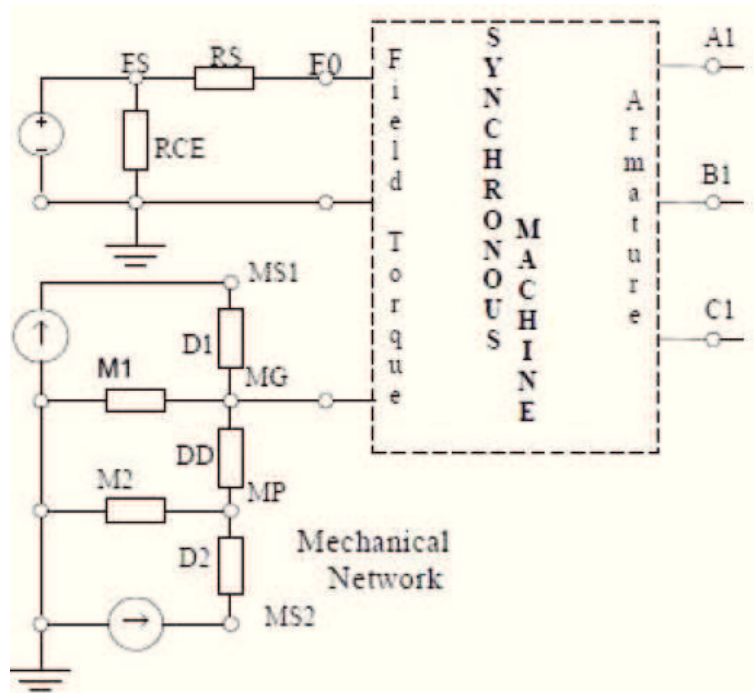 ES
RS
E0
RCE
Field
Torque
SYNCHRONOUS
MACHINE
Armature
A1
B1
C1
MS1
D1
M1
MG
DD
M2
MP
D2
Mechanical
Network
MS2